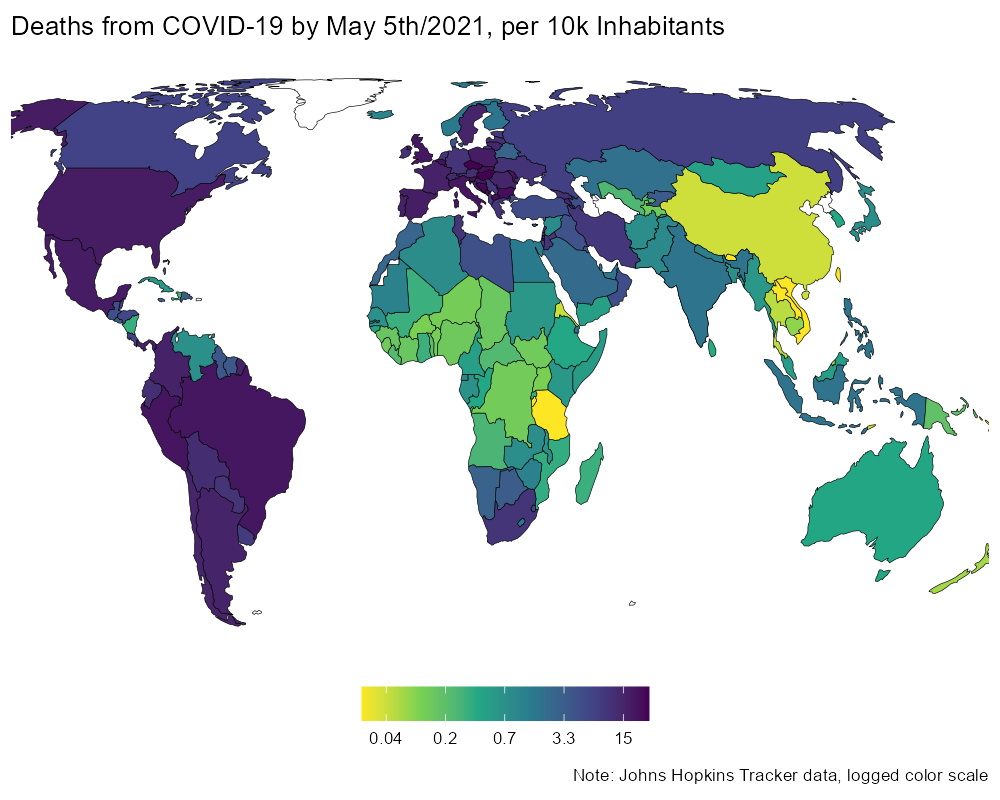 Deaths from COVID-19 by May 5th/2021, per 10k Inhabitants
0.04 0.2 0.7 3.3 15
Note: Johns Hopkins Tracker data, logged color scale